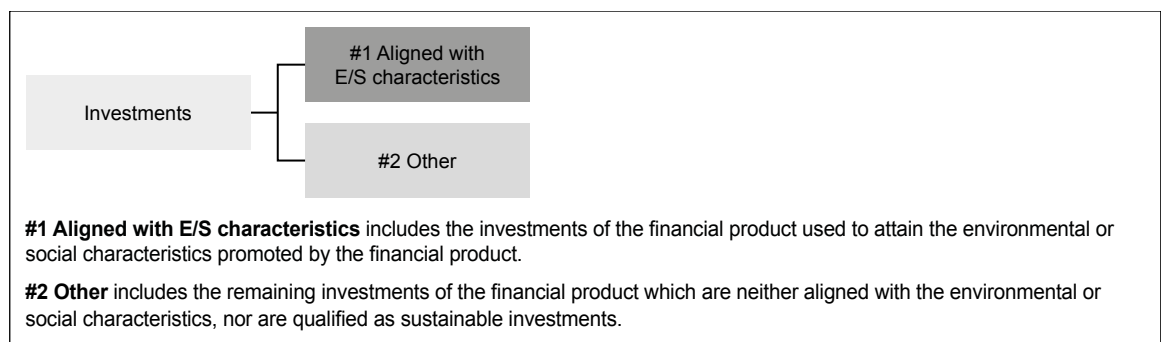 #1 Aligned with
E/S characteristics
Investments
#2 Other
#1 Aligned with E/S characteristics includes the investments of the financial product used to attain the environmental or
social characteristics promoted by the financial product.
#2 Other includes the remaining investments of the financial product which are neither aligned with the environmental or
social characteristics, nor are qualified as sustainable investments.